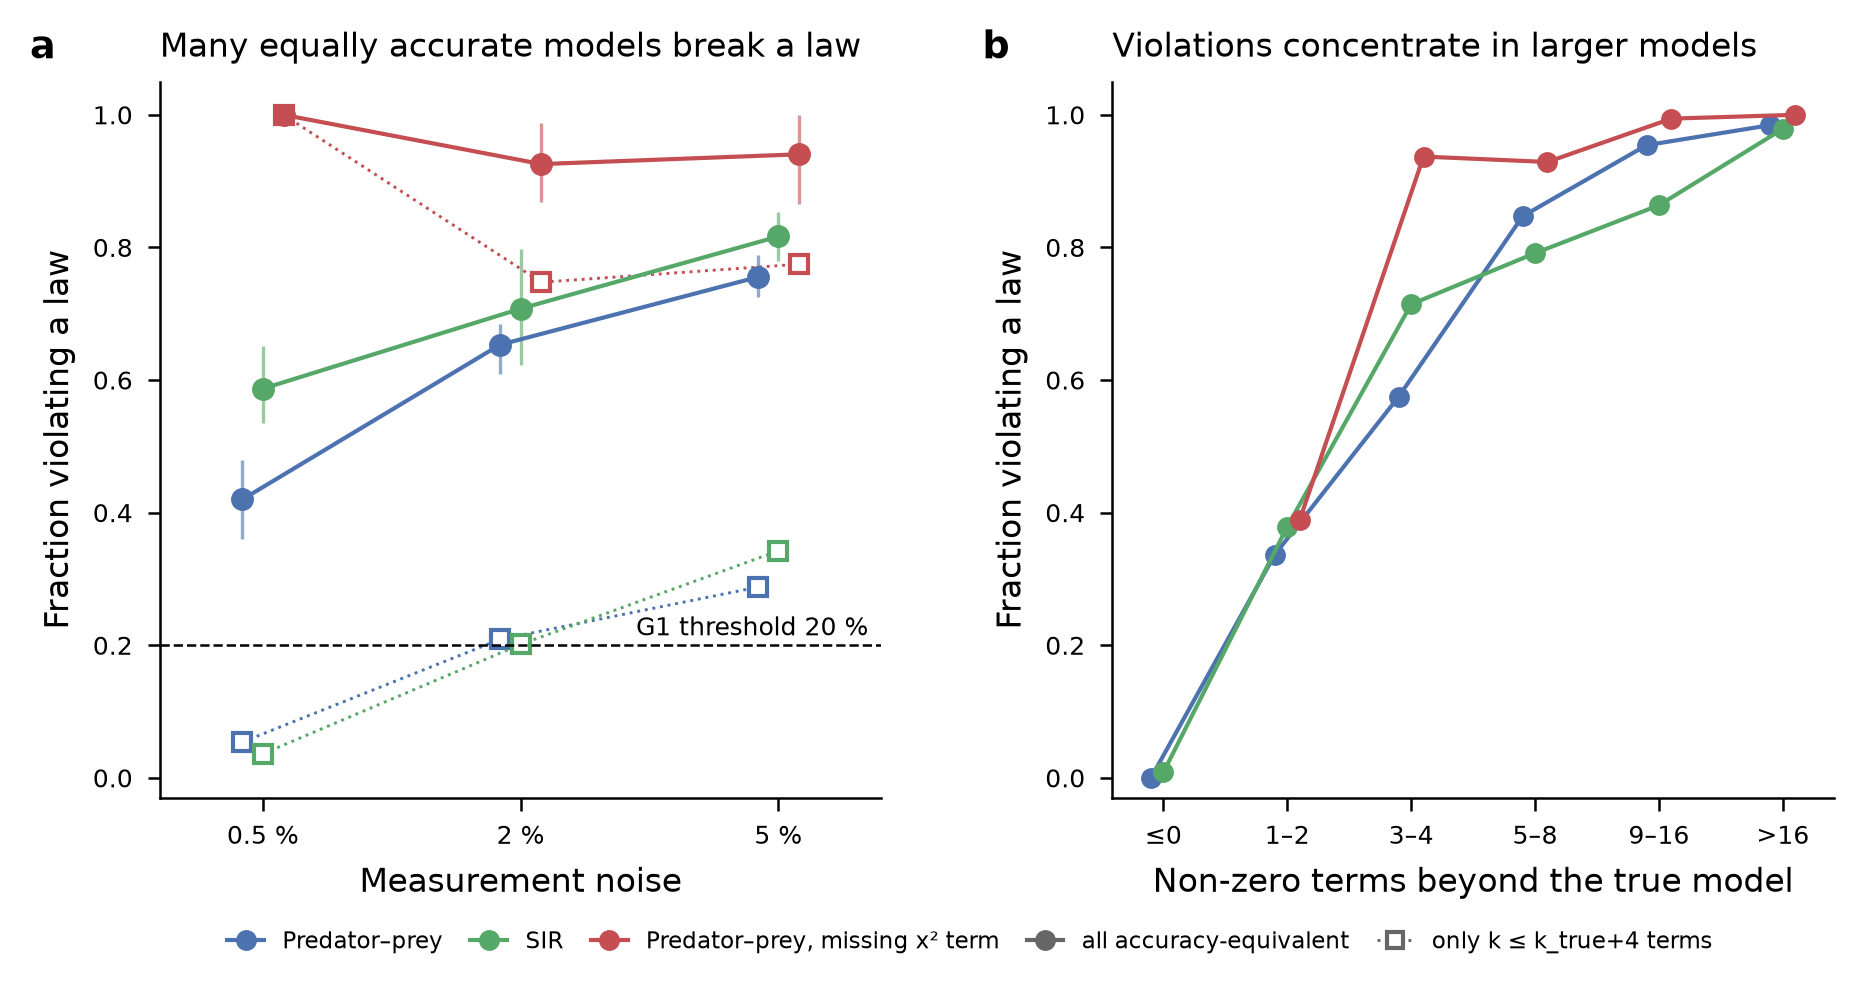 a
Many equally accurate models break a law
Fraction violating a law
1.0
0.8
0.6
0.4
0.2
0.0
G1 threshold 20 %
0.5 %
2 %
5 %
Measurement noise
b
Violations concentrate in larger models
Fraction violating a law
1.0
0.8
0.6
0.4
0.2
0.0
≤0
1–2
3–4
5–8
9–16
>16
Non-zero terms beyond the true model
Predator–prey
SIR
Predator–prey, missing x² term
all accuracy-equivalent
only k ≤ k_true+4 terms